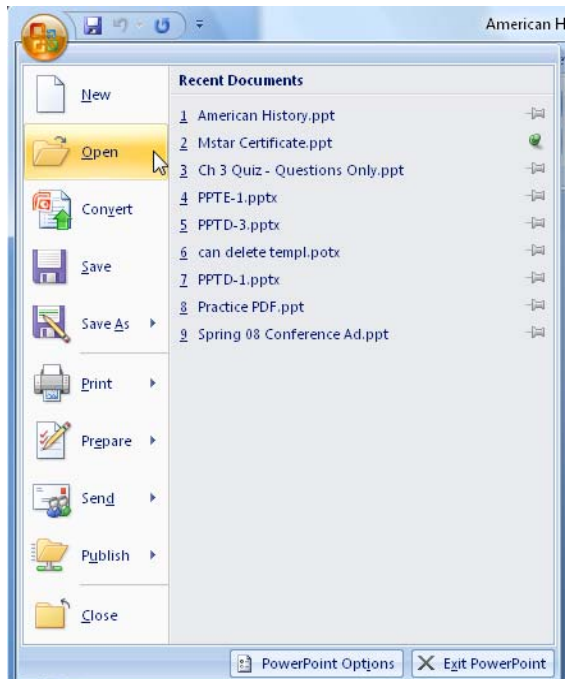 American H
New
Open
Convert
Save
Save As
Print
Prepare
Send
Publish
Close
Recent Documents
1 American History.ppt
2 Mstar Certificate.ppt
3 Ch 3 Quiz - Questions Only.ppt
4 PPTE-1.pptx
5 PPTD-3.pptx
6 can delete templ.potx
7 PPTD-1.pptx
8 Practice PDF.ppt
9 Spring 08 Conference Ad.ppt
PowerPoint Options
Exit PowerPoint